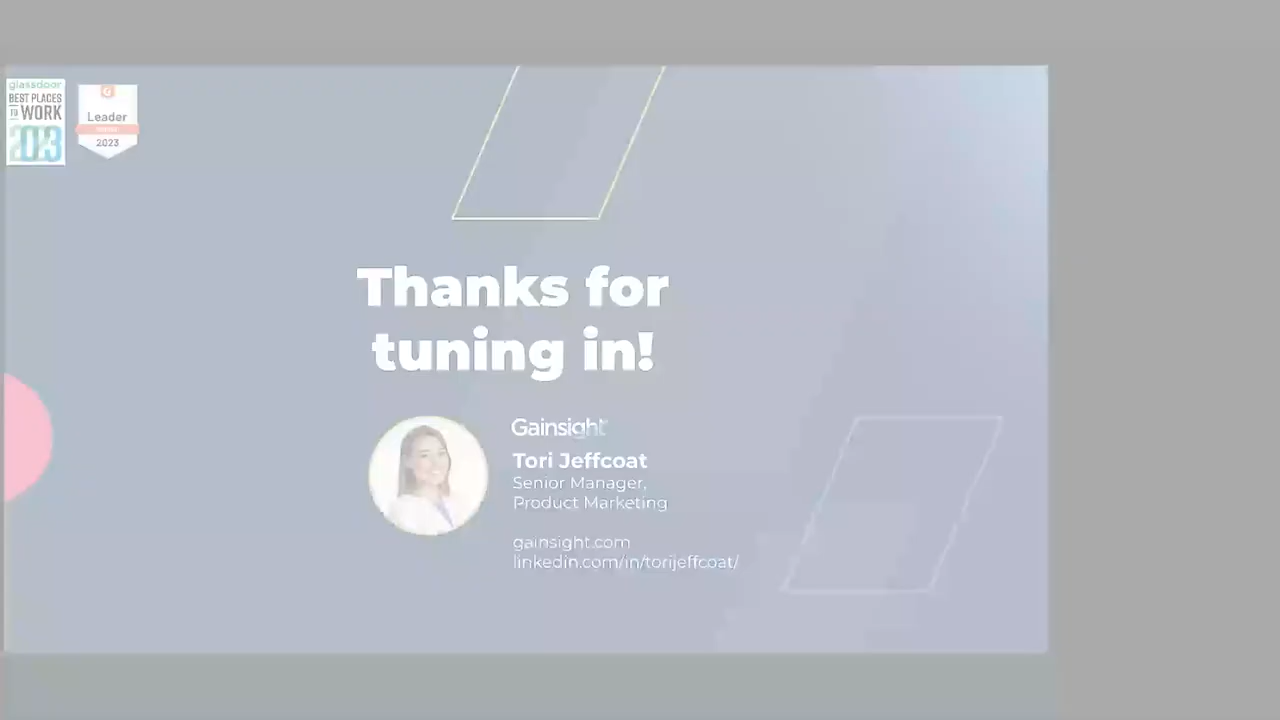 glassdoor
BEST PLACES
TO WORK
2023
Leader
2023
Thanks for
tuning in!
Gainsight
Tori Jeffcoat
Senior Manager,
Product Marketing
gainsight.com
linkedin.com/in/torijeffcoat/